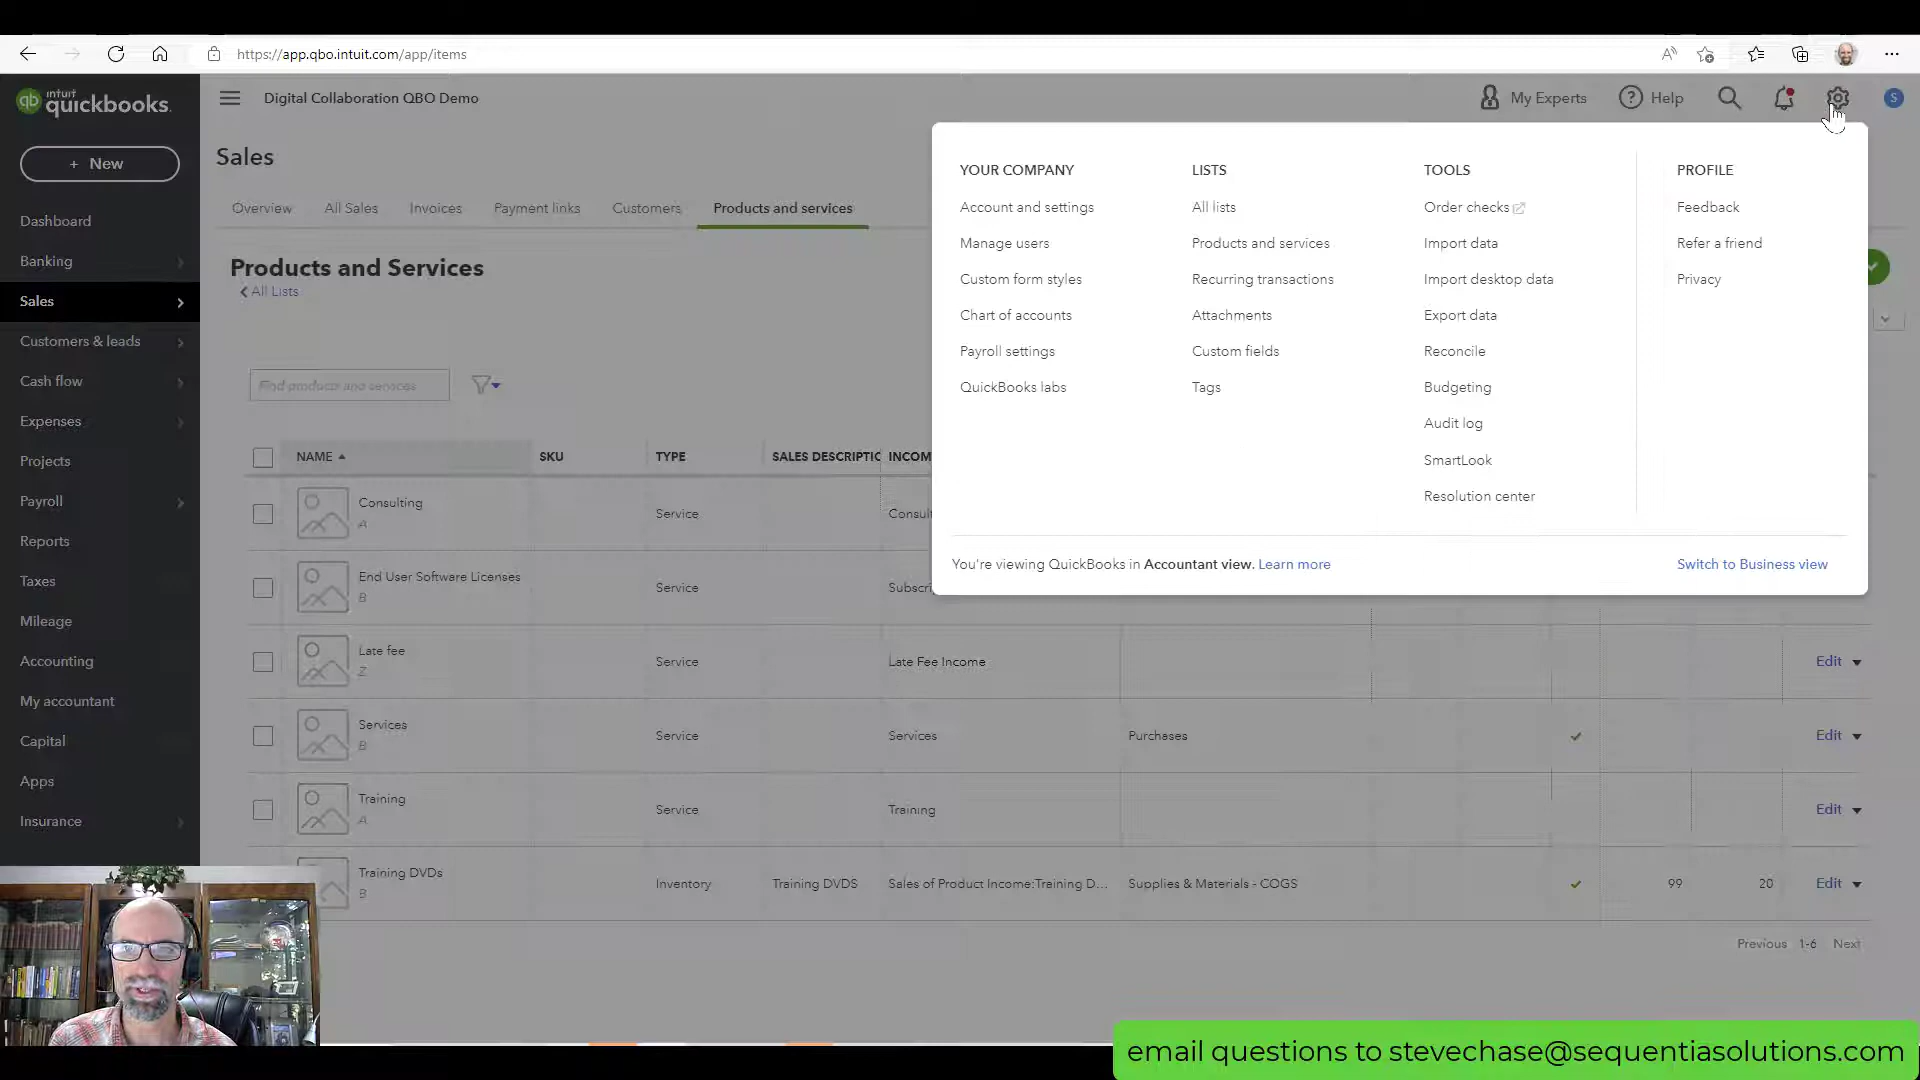 https://app.qbo.intuit.com/app/items
intuit
quickbooks.
qb
Digital Collaboration QBO Demo
My Experts
Help
S
+ New
Dashboard
Banking
Sales
Customers & leads
Cash flow
Expenses
Projects
Payroll
Reports
Taxes
Mileage
Accounting
My accountant
Capital
Apps
Insurance
Sales
Overview All Sales Invoices Payment links Customers Products and services
Products and Services
All Lists
Find products and services
NAME SKU TYPE SALES DESCRIPTIO INCOM
Consulting
A
Service Consult
End User Software Licenses
B
Service Subscri
Late fee
Z
Service Late Fee Income Edit
Services
B
Service Services Purchases Edit
Training
A
Service Training Edit
Training DVDs
B
Inventory Training DVDS Sales of Product Income:Training D... Supplies & Materials - COGS 99 20 Edit
Previous 1-6 Next
YOUR COMPANY
Account and settings
Manage users
Custom form styles
Chart of accounts
Payroll settings
QuickBooks labs
LISTS
All lists
Products and services
Recurring transactions
Attachments
Custom fields
Tags
TOOLS
Order checks
Import data
Import desktop data
Export data
Reconcile
Budgeting
Audit log
SmartLook
Resolution center
PROFILE
Feedback
Refer a friend
Privacy
You're viewing QuickBooks in Accountant view. Learn more
Switch to Business view
email questions to stevechase@sequentiasolutions.com